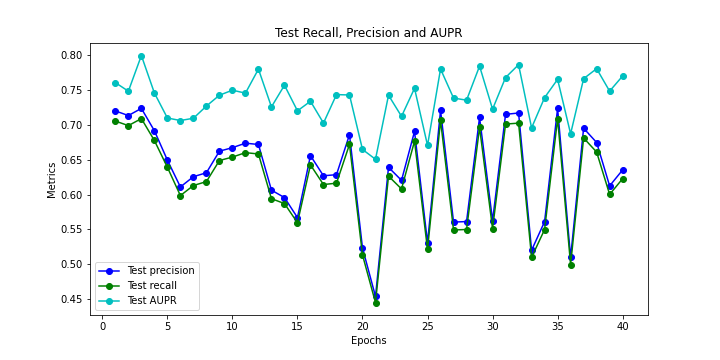 Test Recall, Precision and AUPR
0.80
0.75
0.70
0.65
0.60
0.55
0.50
0.45
Metrics
Test precision
Test recall
Test AUPR
0 5 10 15 20 25 30 35 40
Epochs